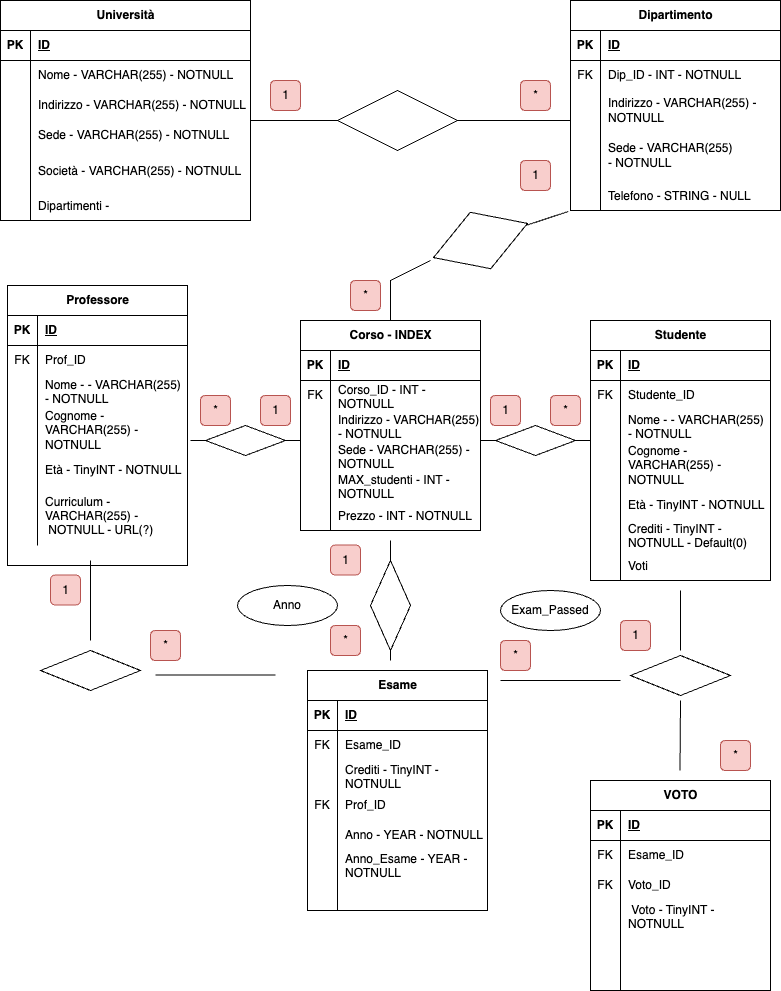 Università
PK ID
Nome - VARCHAR(255) - NOTNULL
Indirizzo - VARCHAR(255) - NOTNULL
Sede - VARCHAR(255) - NOTNULL
Società - VARCHAR(255) - NOTNULL
Dipartimenti -
1
*
Dipartimento
PK ID
FK Dip_ID - INT - NOTNULL
Indirizzo - VARCHAR(255) -
NOTNULL
Sede - VARCHAR(255)
- NOTNULL
Telefono - STRING - NULL
1
*
Professore
PK ID
FK Prof_ID
Nome - - VARCHAR(255)
- NOTNULL
Cognome -
VARCHAR(255) -
NOTNULL
Età - TinyINT - NOTNULL
Curriculum -
VARCHAR(255) -
NOTNULL - URL(?)
*
1
Corso - INDEX
PK ID
FK Corso_ID - INT -
NOTNULL
Indirizzo - VARCHAR(255)
- NOTNULL
Sede - VARCHAR(255) -
NOTNULL
MAX_studenti - INT -
NOTNULL
Prezzo - INT - NOTNULL
1
*
Studente
PK ID
FK Studente_ID
Nome - - VARCHAR(255)
- NOTNULL
Cognome -
VARCHAR(255) -
NOTNULL
Età - TinyINT - NOTNULL
Crediti - TinyINT -
NOTNULL - Default(0)
Voti
1
*
1
Anno
*
Exam_Passed
1
*
Esame
PK ID
FK Esame_ID
Crediti - TinyINT -
NOTNULL
FK Prof_ID
Anno - YEAR - NOTNULL
Anno_Esame - YEAR -
NOTNULL
*
VOTO
PK ID
FK Esame_ID
FK Voto_ID
Voto - TinyINT -
NOTNULL